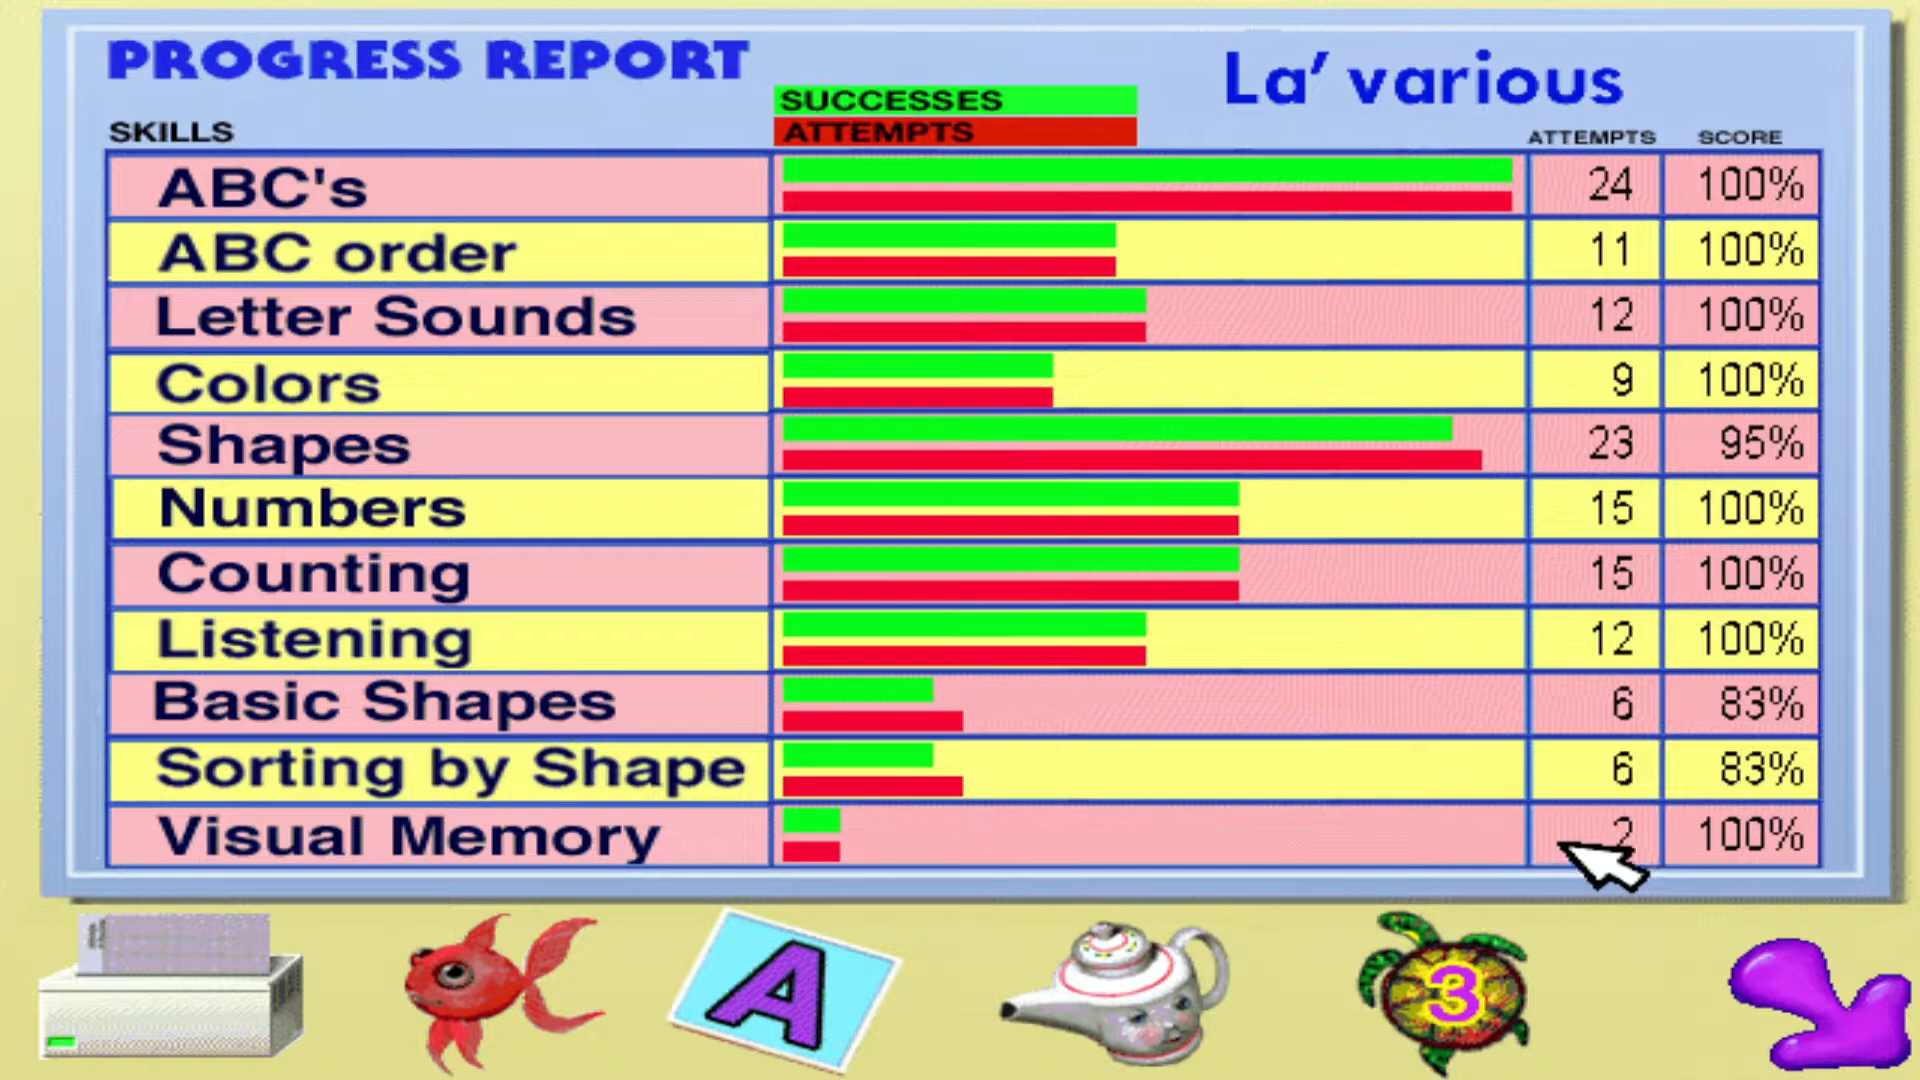 PROGRESS REPORT
La' various
SUCCESSES
ATTEMPTS
SKILLS
ATTEMPTS SCORE
ABC's 24 100%
ABC order 11 100%
Letter Sounds 12 100%
Colors 9 100%
Shapes 23 95%
Numbers 15 100%
Counting 15 100%
Listening 12 100%
Basic Shapes 6 83%
Sorting by Shape 6 83%
Visual Memory 2 100%
A
3